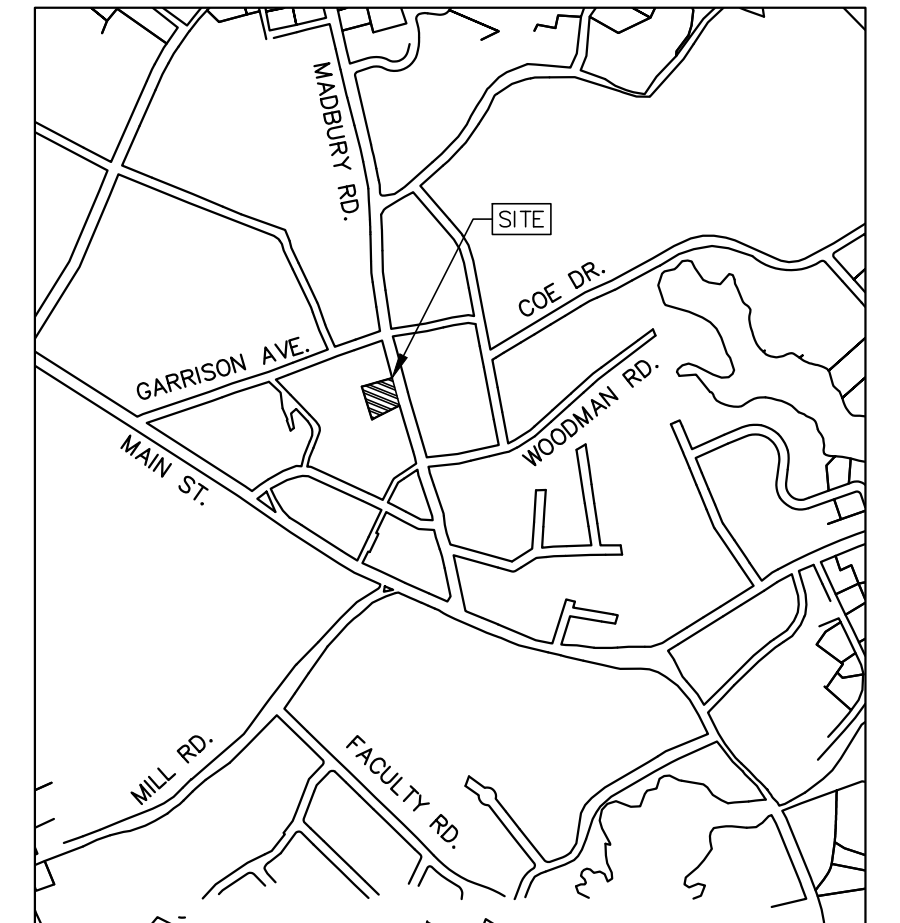 MADBURY RD.
SITE
COE DR.
GARRISON AVE.
WOODMAN RD.
MAIN ST.
MILL RD.
FACULTY RD.